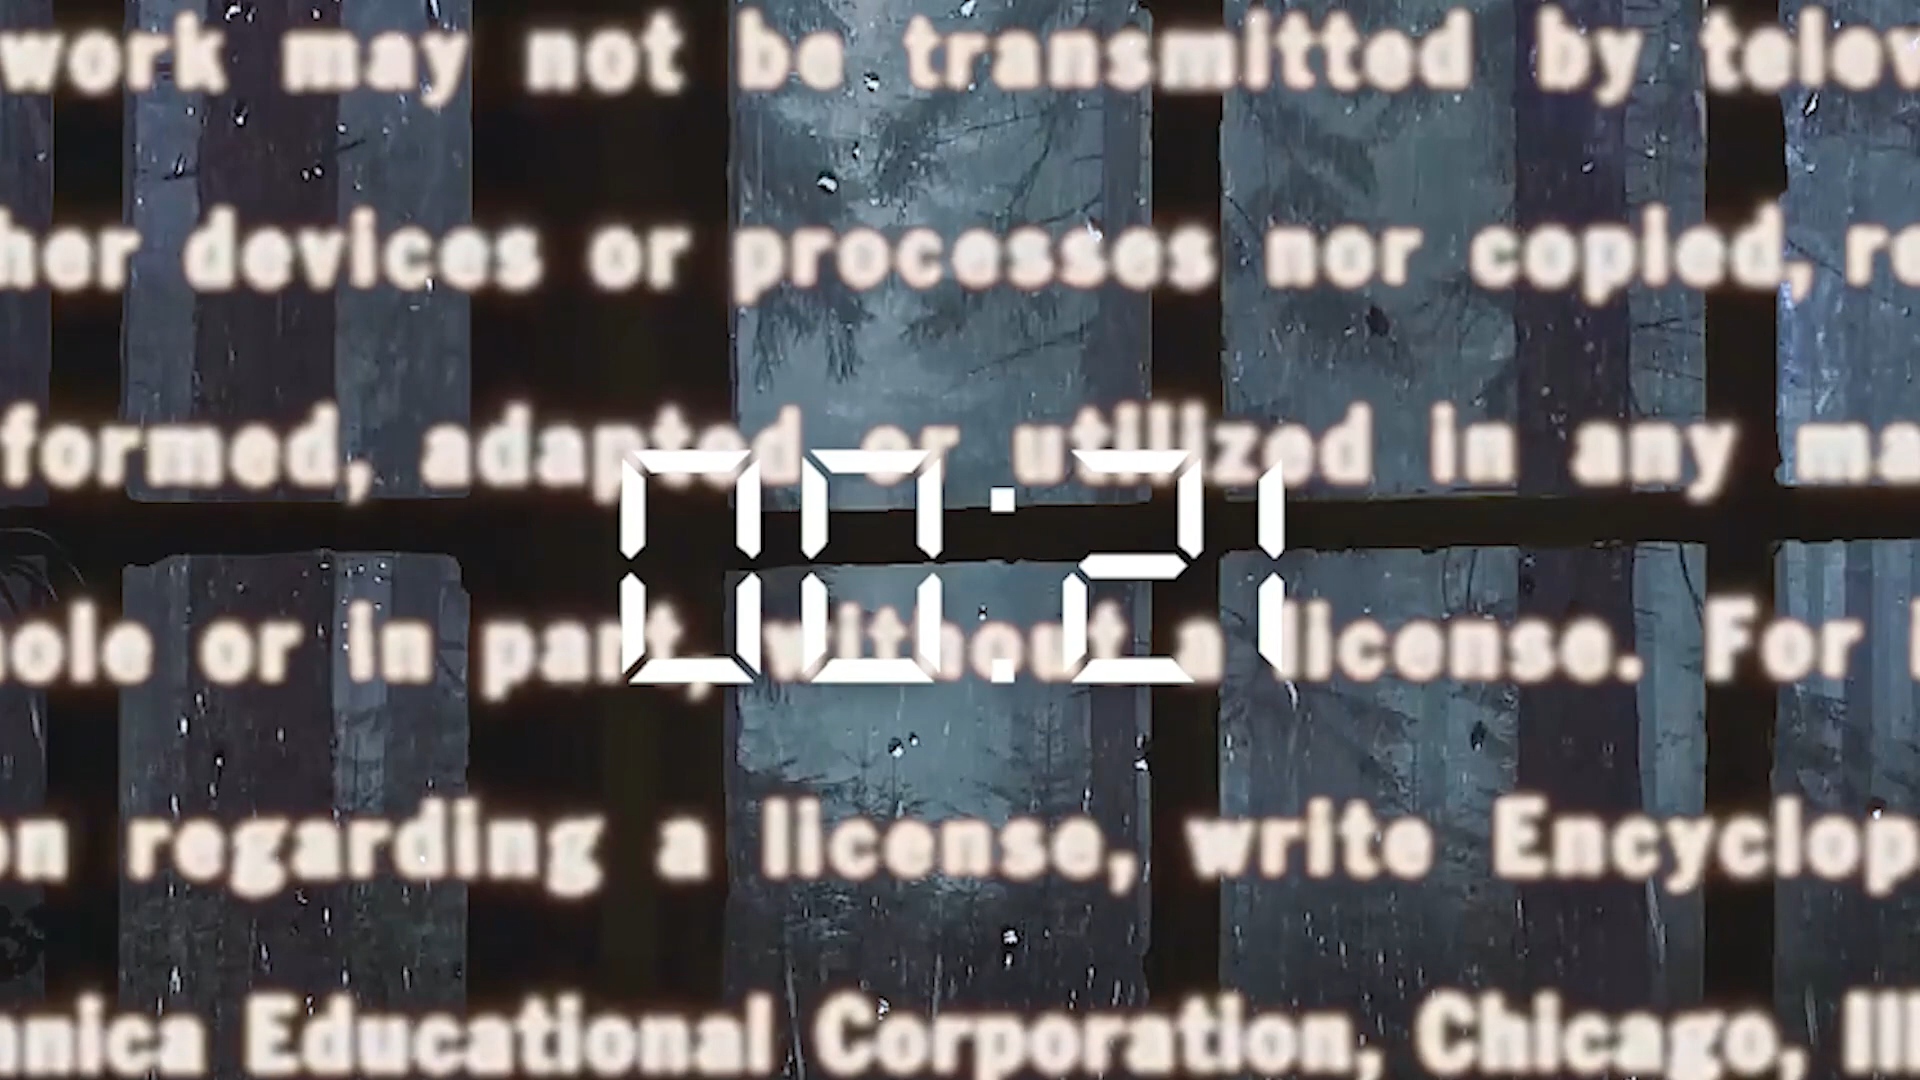 work may not be transmitted by telev
her devices or processes nor copied, re
formed, adapted or utilized in any ma
00:21
ole or in part, without a license. For
on regarding a license, write Encyclop
nnica Educational Corporation, Chicago, Ill